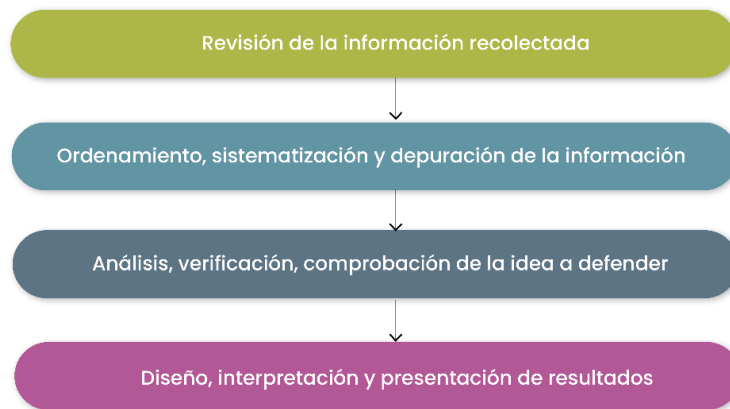 Revisión de la información recolectada
Ordenamiento, sistematización y depuración de la información
Análisis, verificación, comprobación de la idea a defender
Diseño, interpretación y presentación de resultados